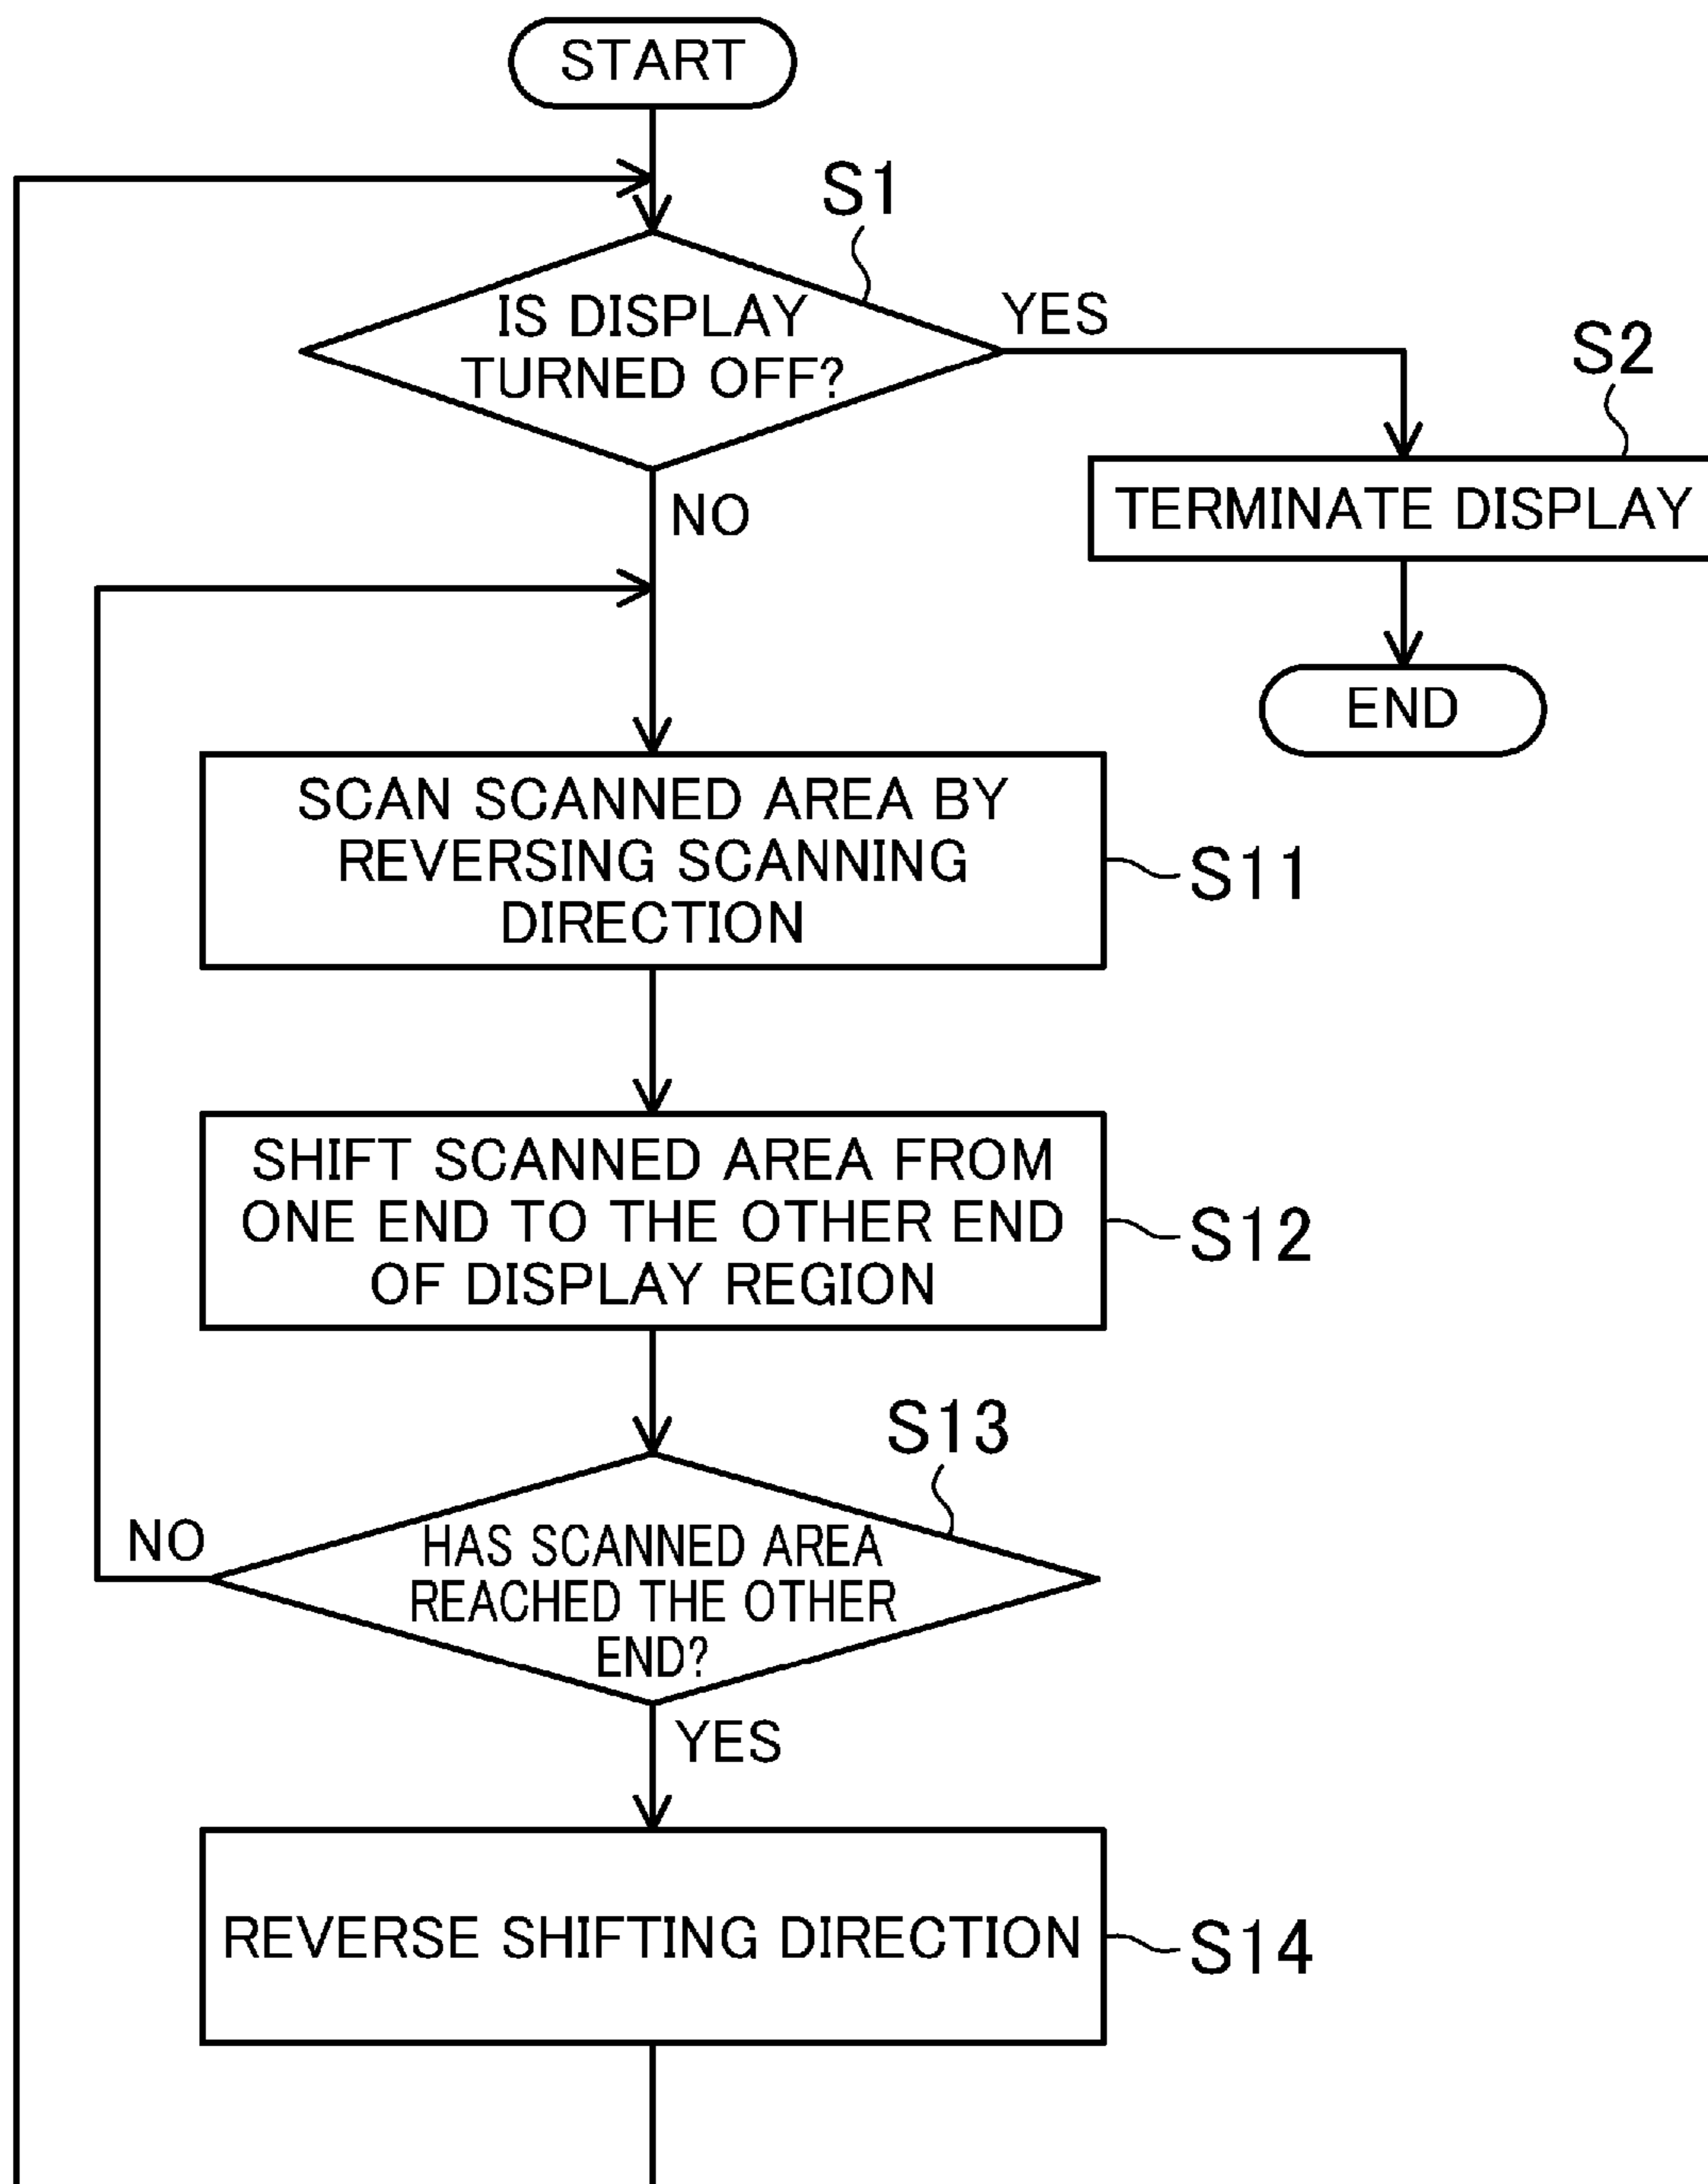 START
S1
IS DISPLAY
TURNED OFF?
YES
S2
TERMINATE DISPLAY
NO
END
SCAN SCANNED AREA BY
REVERSING SCANNING
DIRECTION
S11
SHIFT SCANNED AREA FROM
ONE END TO THE OTHER END
OF DISPLAY REGION
S12
S13
NO
HAS SCANNED AREA
REACHED THE OTHER
END?
YES
REVERSE SHIFTING DIRECTION
S14